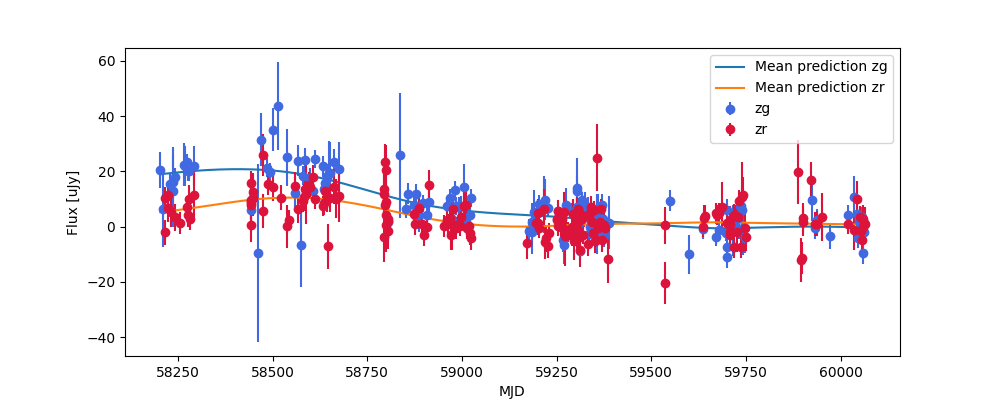 60
40
20
0
−20
−40
Flux [uJy]
58250
58500
58750
59000
59250
59500
59750
60000
MJD
Mean prediction zg
Mean prediction zr
zg
zr